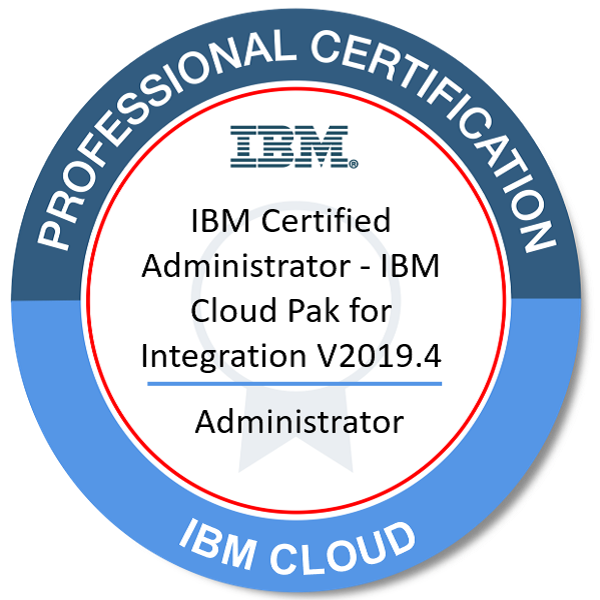 PROFESSIONAL CERTIFICATION
IBM®
IBM Certified
Administrator - IBM
Cloud Pak for
Integration V2019.4
Administrator
IBM CLOUD